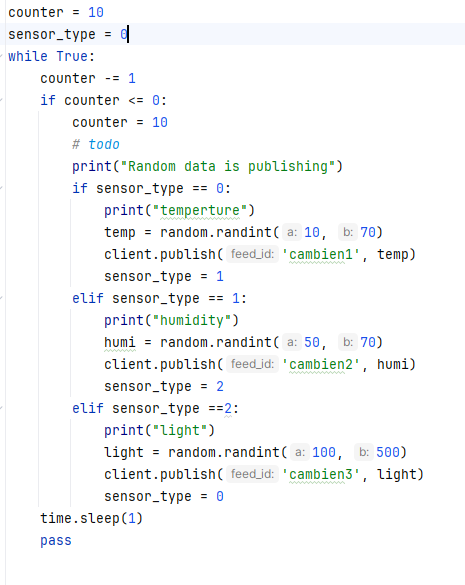 counter = 10
sensor_type = 0
while True:
    counter -= 1
    if counter <= 0:
        counter = 10
        # todo
        print("Random data is publishing")
        if sensor_type == 0:
            print("temperture")
            temp = random.randint( a: 10, b: 70)
            client.publish( feed_id: 'cambien1', temp)
            sensor_type = 1
        elif sensor_type == 1:
            print("humidity")
            humi = random.randint( a: 50, b: 70)
            client.publish( feed_id: 'cambien2', humi)
            sensor_type = 2
        elif sensor_type ==2:
            print("light")
            light = random.randint( a: 100, b: 500)
            client.publish( feed_id: 'cambien3', light)
            sensor_type = 0
    time.sleep(1)
    pass